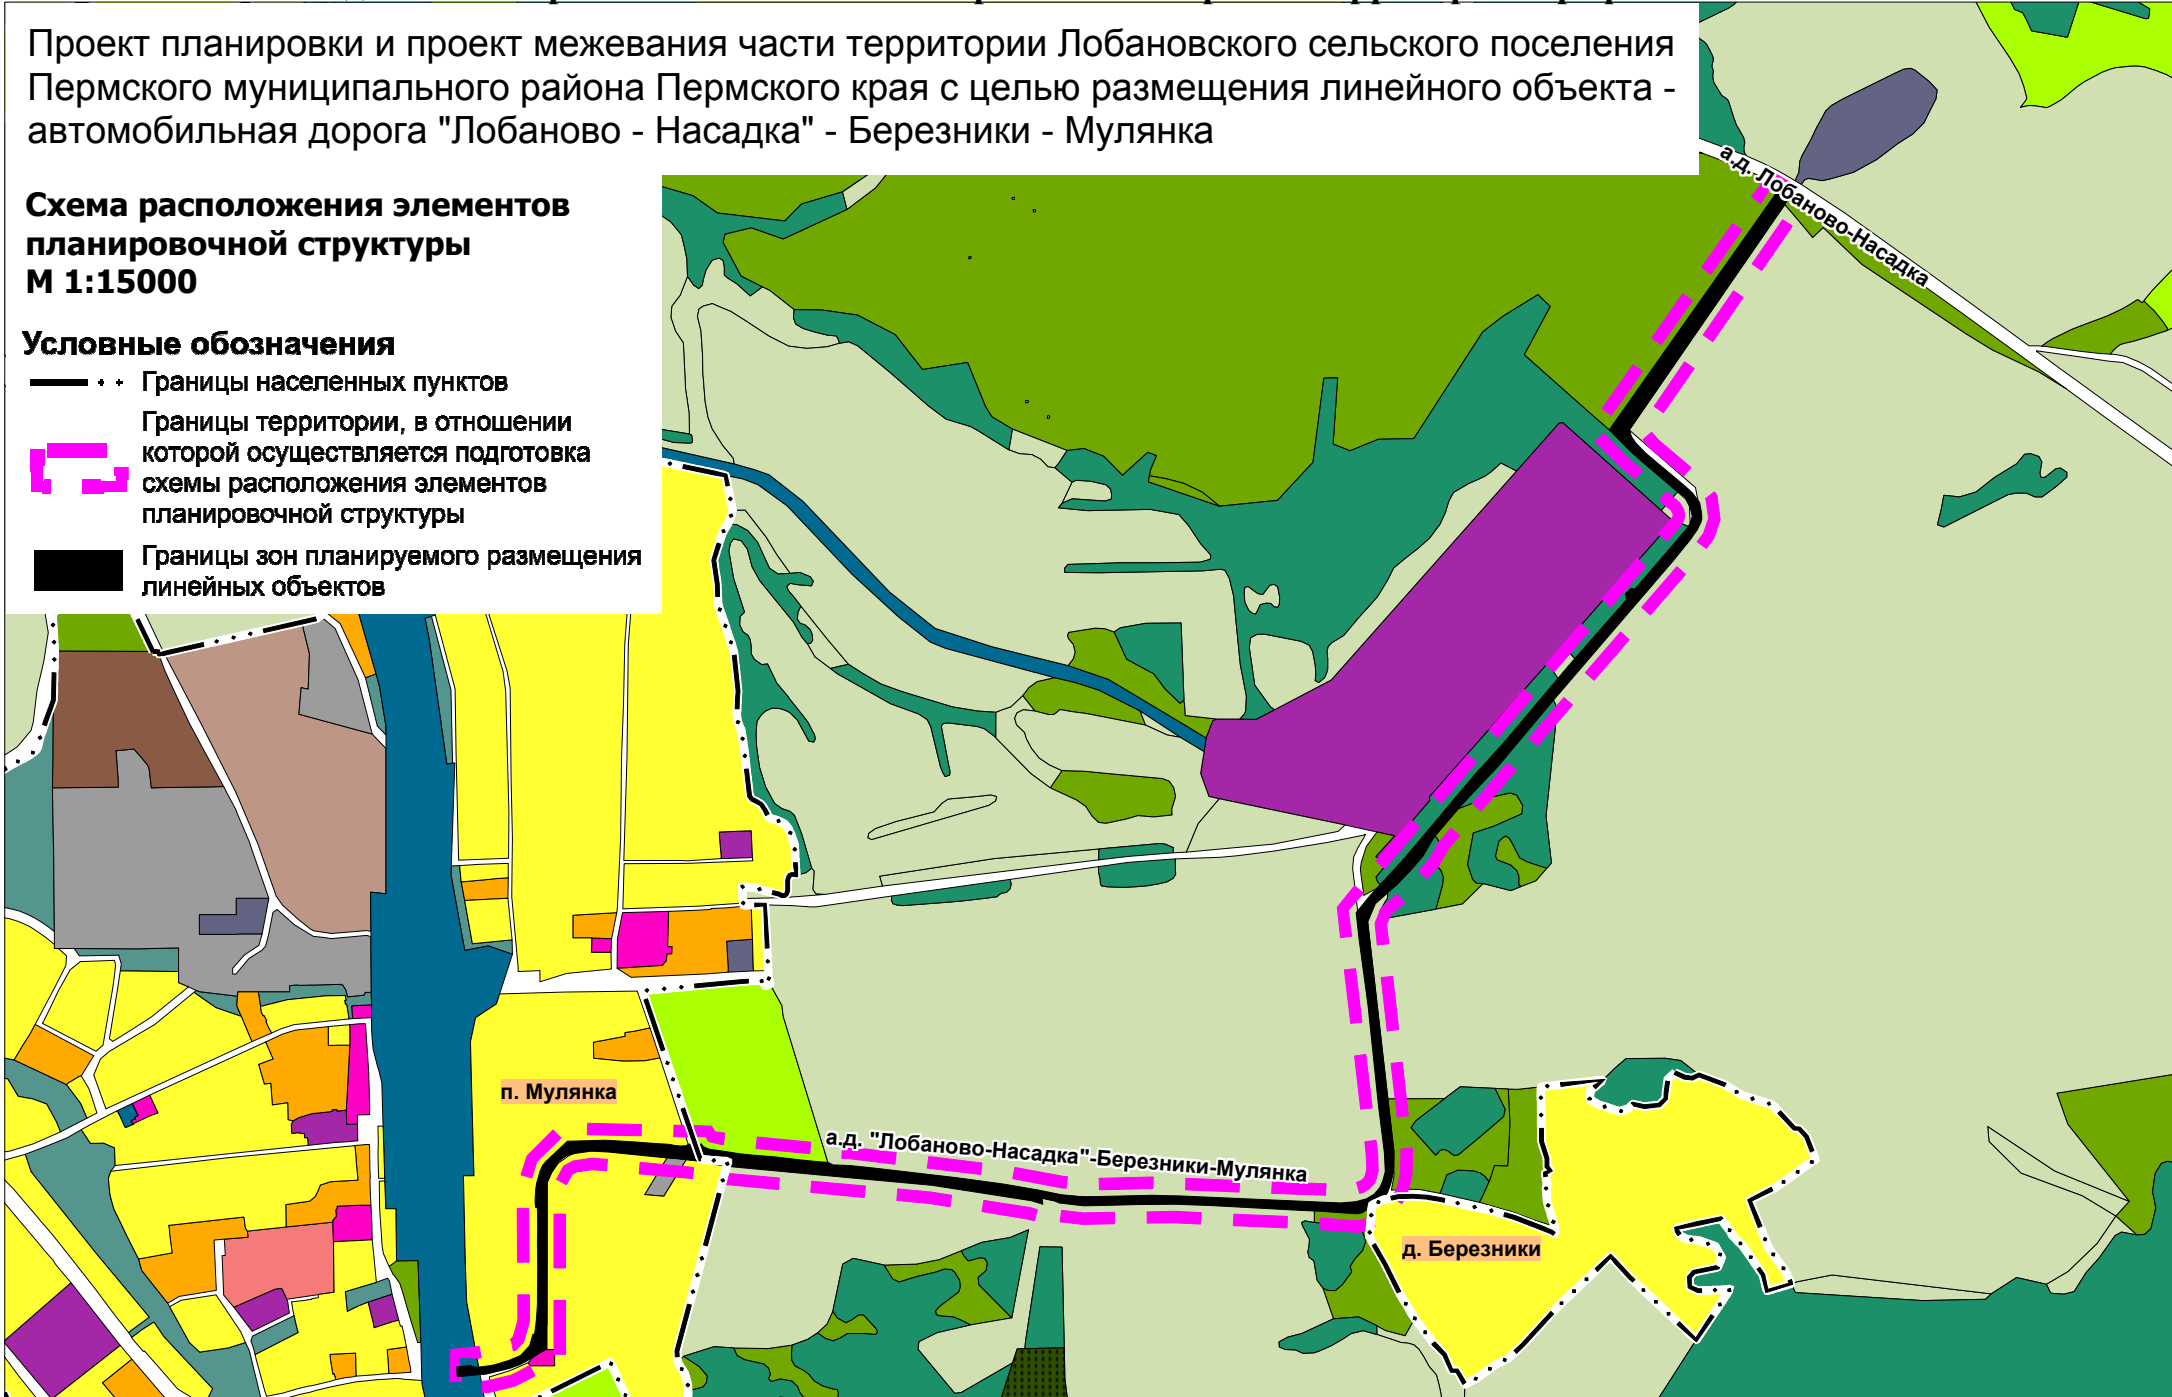 Проект планировки и проект межевания части территории Лобановского сельского поселения
Пермского муниципального района Пермского края с целью размещения линейного объекта -
автомобильная дорога "Лобаново - Насадка" - Березники - Мулянка
Схема расположения элементов
планировочной структуры
М 1:15000
Условные обозначения
Границы населенных пунктов
Границы территории, в отношении
которой осуществляется подготовка
схемы расположения элементов
планировочной структуры
Границы зон планируемого размещения
линейных объектов
а.д. Лобаново-Насадка
п. Мулянка
а.д. "Лобаново-Насадка"-Березники-Мулянка
д. Березники